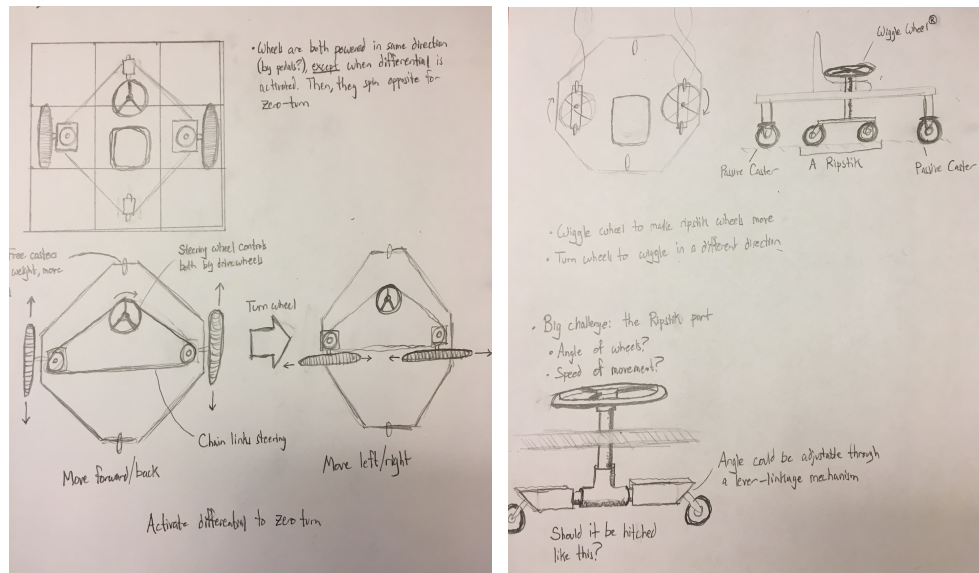 • Wheels are both powered in same direction
(by pedals?), except when differential is
activated. Then, they spin opposite for
zero-turn
Free casters
weight, more
Steering wheel controls
both big drive wheels
Turn wheel
Chain links steering
Move forward/back
Move left/right
Activate differential to zero turn
Wiggle Wheel®
Passive Caster
A Ripstik
Passive Caster
• Wiggle wheel to make ripstik wheels move
• Turn wheels to wiggle in a different direction
• Big challenge: the Ripstik part
• Angle of wheels?
• Speed of movement?
Angle could be adjustable through
a lever-linkage mechanism
Should it be hitched
like this?